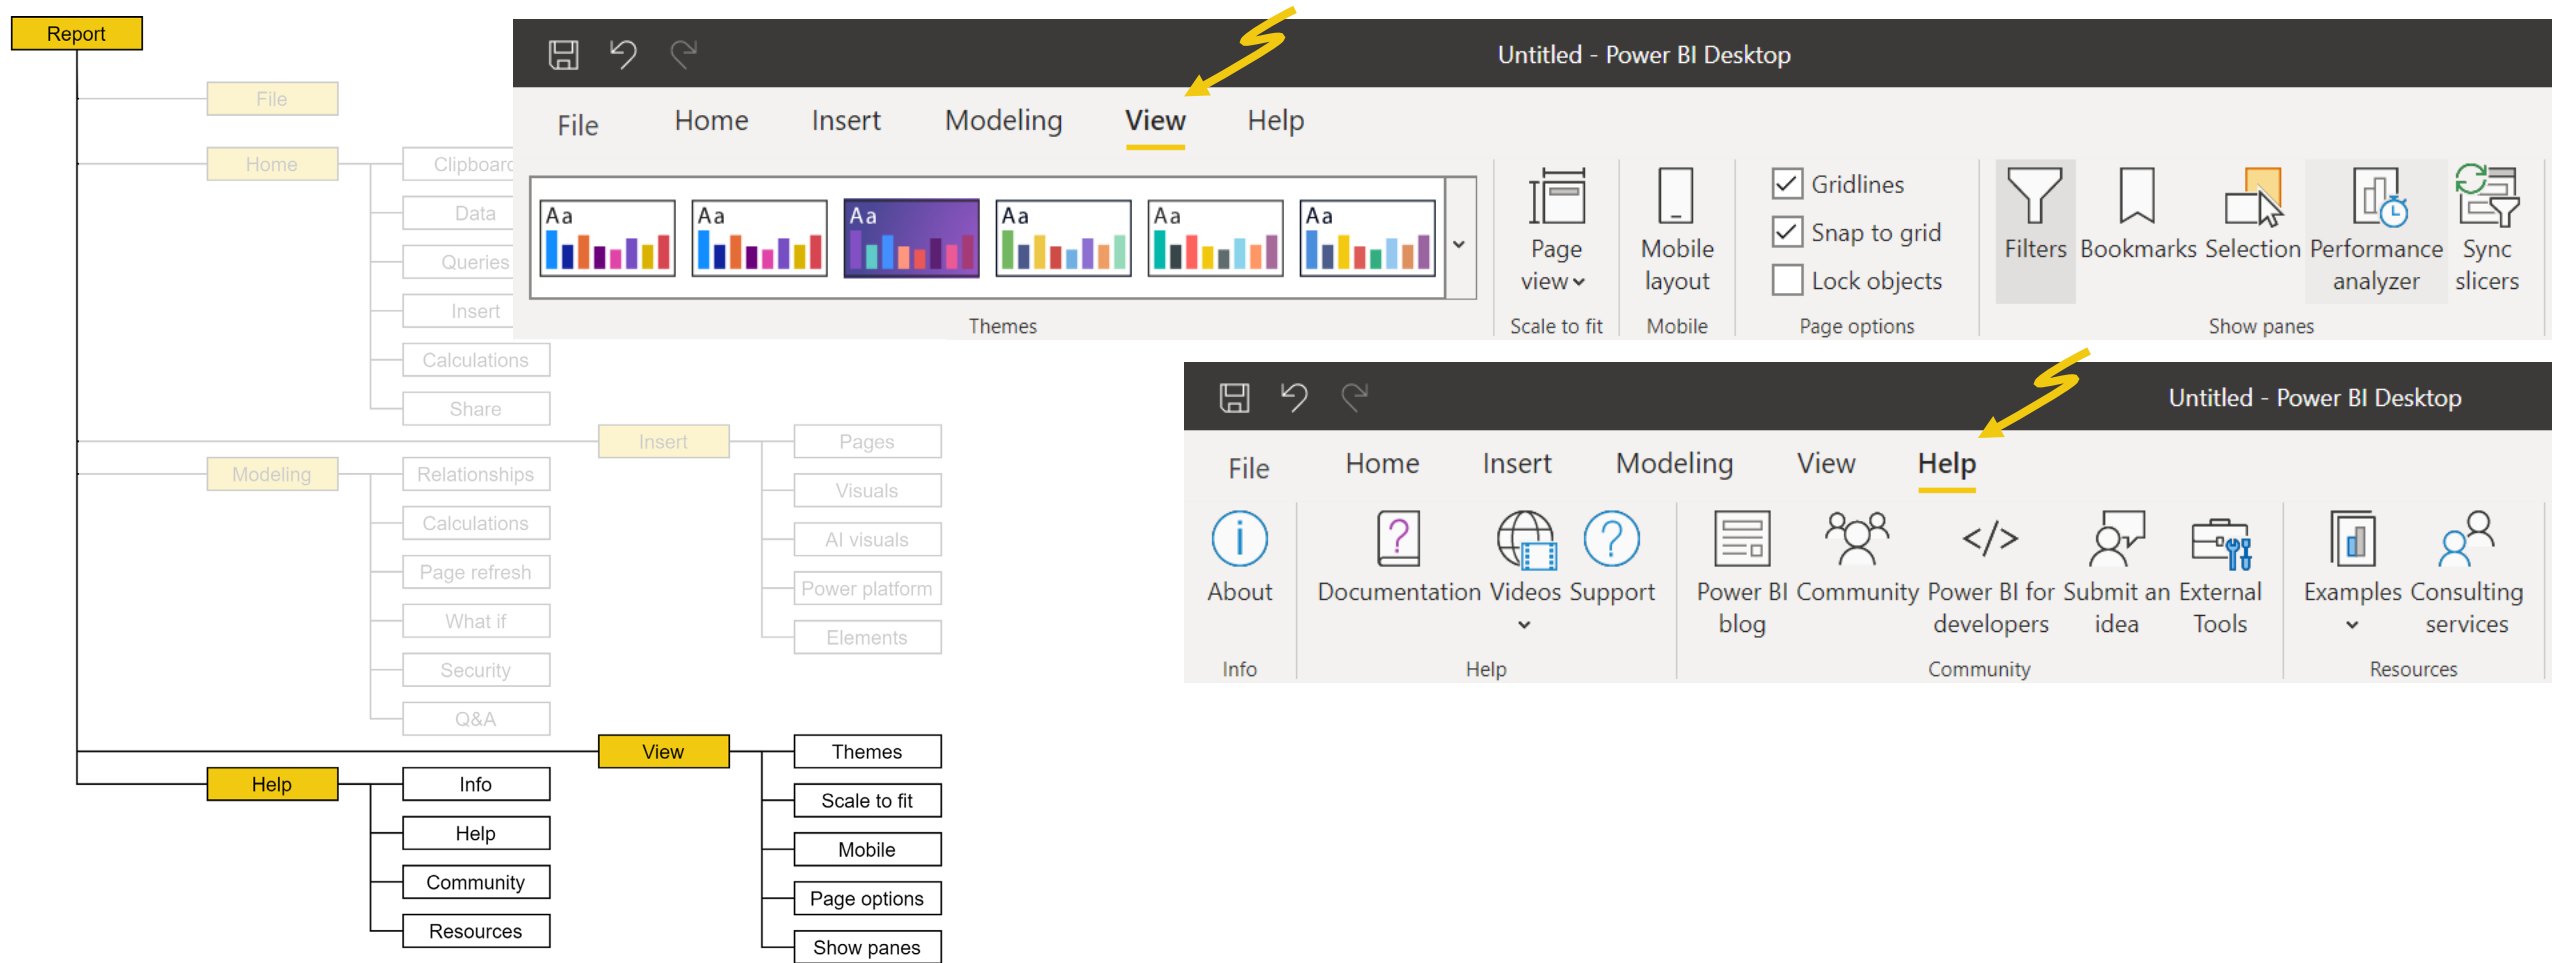 Report
File
Home
Clipboard
Data
Queries
Insert
Calculations
Share
Insert
Pages
Visuals
AI visuals
Power platform
Elements
Modeling
Relationships
Calculations
Page refresh
What if
Security
Q&A
View
Themes
Scale to fit
Mobile
Page options
Show panes
Help
Info
Help
Community
Resources
Untitled - Power BI Desktop
File Home Insert Modeling View Help
Aa Aa Aa Aa Aa Aa
Page
view
Mobile
layout
Gridlines
Snap to grid
Lock objects
Filters Bookmarks Selection Performance
analyzer
Sync
slicers
Themes Scale to fit Mobile Page options Show panes
Untitled - Power BI Desktop
File Home Insert Modeling View Help
About
Documentation Videos Support
Power BI
blog
Community
Power BI for
developers
Submit an
idea
External
Tools
Examples
Consulting
services
Info Help Community Resources